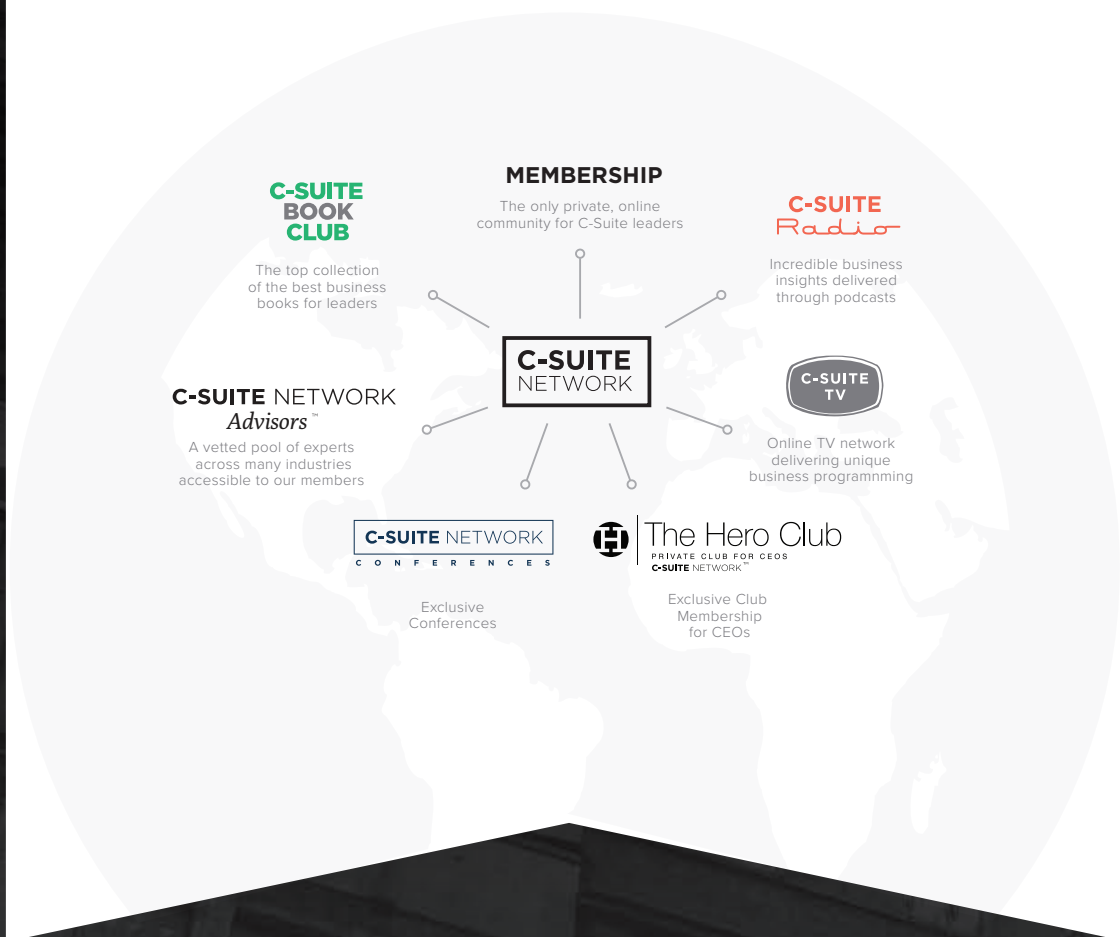 MEMBERSHIP
The only private, online
community for C-Suite leaders
C-SUITE
BOOK
CLUB
The top collection
of the best business
books for leaders
C-SUITE
Radio
Incredible business
insights delivered
through podcasts
C-SUITE
NETWORK
C-SUITE NETWORK
Advisors™
A vetted pool of experts
across many industries
accessible to our members
C-SUITE
TV
Online TV network
delivering unique
business programnming
C-SUITE NETWORK
CONFERENCES
Exclusive
Conferences
H
The Hero Club
PRIVATE CLUB FOR CEOS
C-SUITE NETWORK™
Exclusive Club
Membership
for CEOs